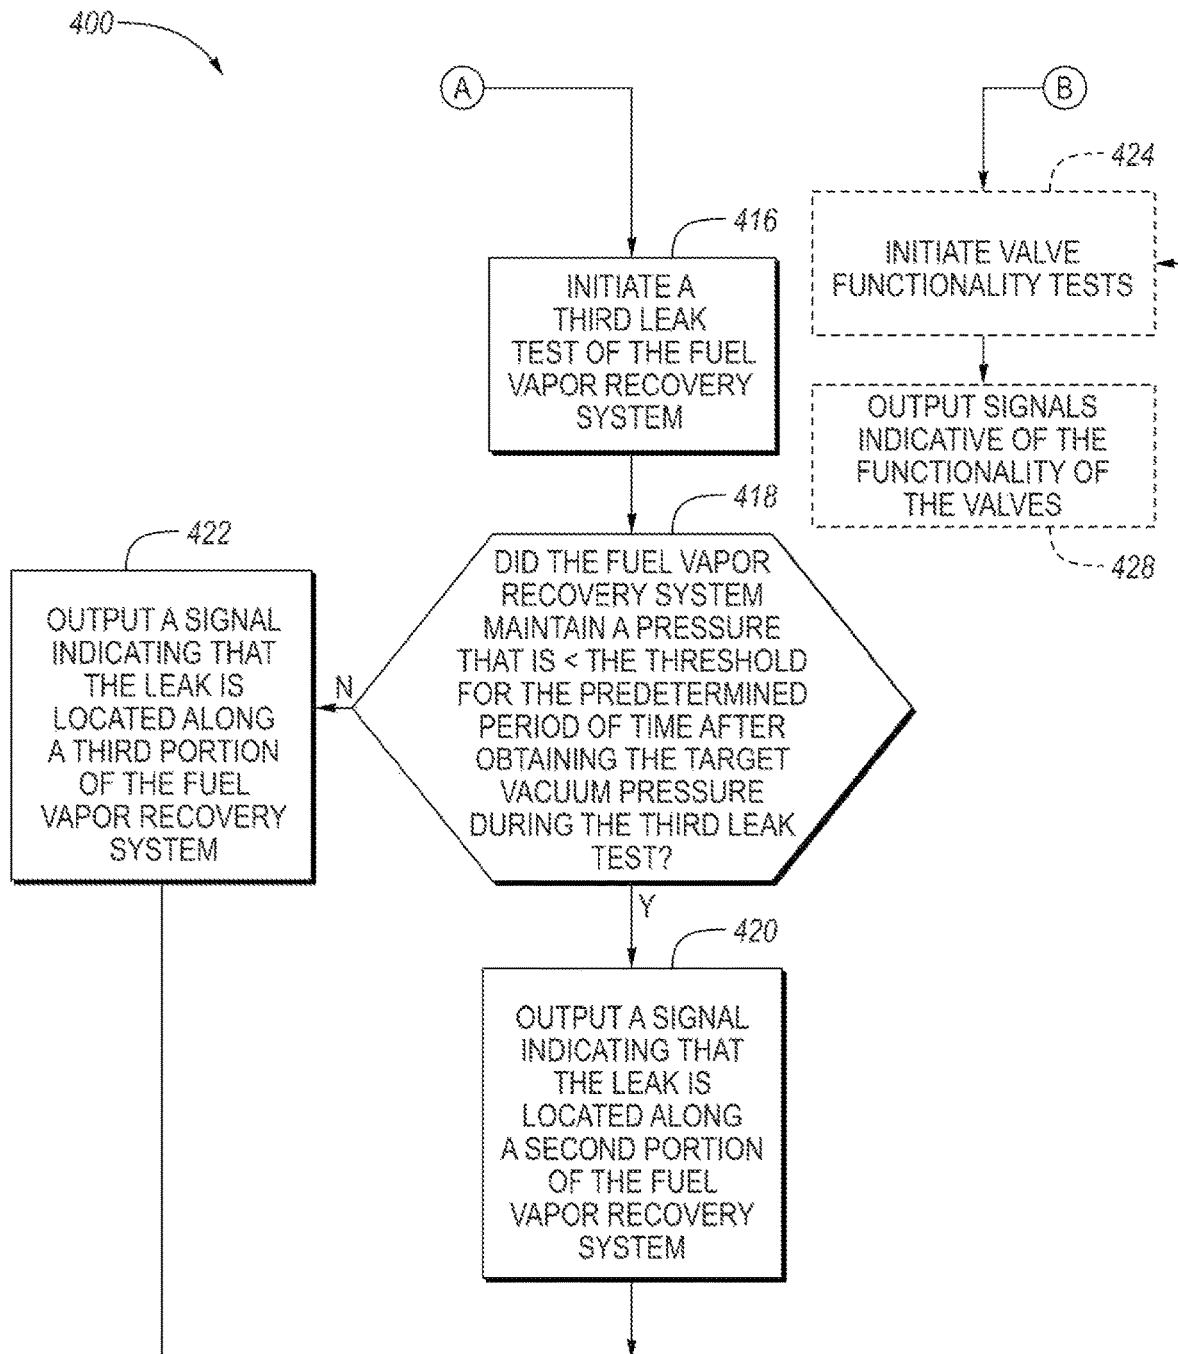 400
A
B
424
INITIATE VALVE
FUNCTIONALITY TESTS
416
INITIATE A
THIRD LEAK
TEST OF THE FUEL
VAPOR RECOVERY
SYSTEM
OUTPUT SIGNALS
INDICATIVE OF THE
FUNCTIONALITY OF
THE VALVES
428
418
DID THE FUEL VAPOR
RECOVERY SYSTEM
MAINTAIN A PRESSURE
THAT IS < THE THRESHOLD
FOR THE PREDETERMINED
PERIOD OF TIME AFTER
OBTAINING THE TARGET
VACUUM PRESSURE
DURING THE THIRD LEAK
TEST?
N
422
OUTPUT A SIGNAL
INDICATING THAT
THE LEAK IS
LOCATED ALONG
A THIRD PORTION
OF THE FUEL
VAPOR RECOVERY
SYSTEM
Y
420
OUTPUT A SIGNAL
INDICATING THAT
THE LEAK IS
LOCATED ALONG
A SECOND PORTION
OF THE FUEL
VAPOR RECOVERY
SYSTEM